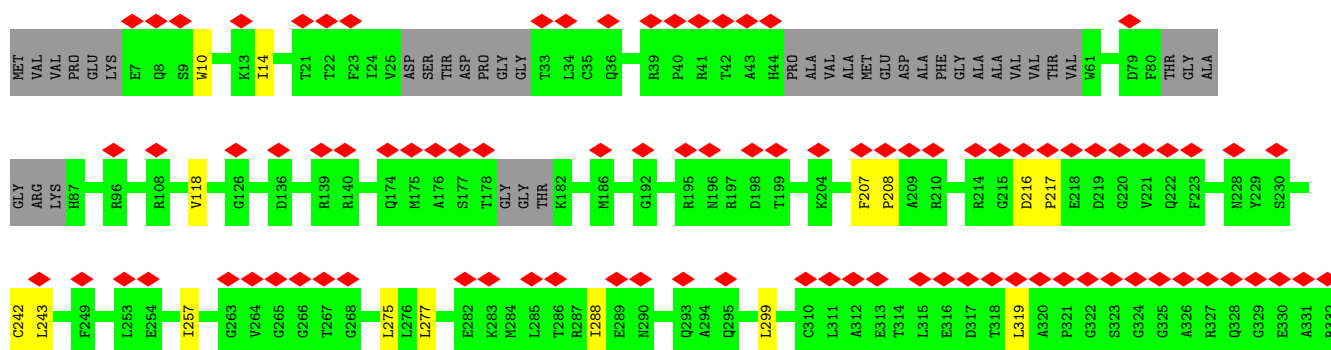 MET VAL VAL PRO GLU LYS E7 Q8 S9 W10 K13 I14 T21 T22 F23 I24 V25 ASP SER THR ASP PRO GLY GLY T33 L34 C35 Q36 R39 P40 R41 T42 A43 H44 PRO ALA VAL ALA MET GLU ASP ALA PHE GLY ALA ALA VAL VAL THR VAL W61 D79 F80 THR GLY ALA
GLY ARG LYS H87 R96 R108 V118 G126 D136 R139 R140 Q174 M175 A176 S177 T178 GLY GLY THR K182 M186 G192 R195 N196 R197 D198 T199 K204 F207 P208 A209 R210 R214 G215 D216 P217 E218 D219 G220 V221 Q222 F223 N228 Y229 S230
C242 L243 F249 L253 E254 I257 G263 V264 G265 G266 T267 G268 L275 L276 L277 E282 K283 M284 L285 T286 R287 I288 E289 N290 Q293 A294 Q295 L299 G310 L311 A312 E313 T314 L315 E316 D317 T318 L319 A320 P321 G322 S323 G324 G325 A326 R327 Q328 G329 E330 A331